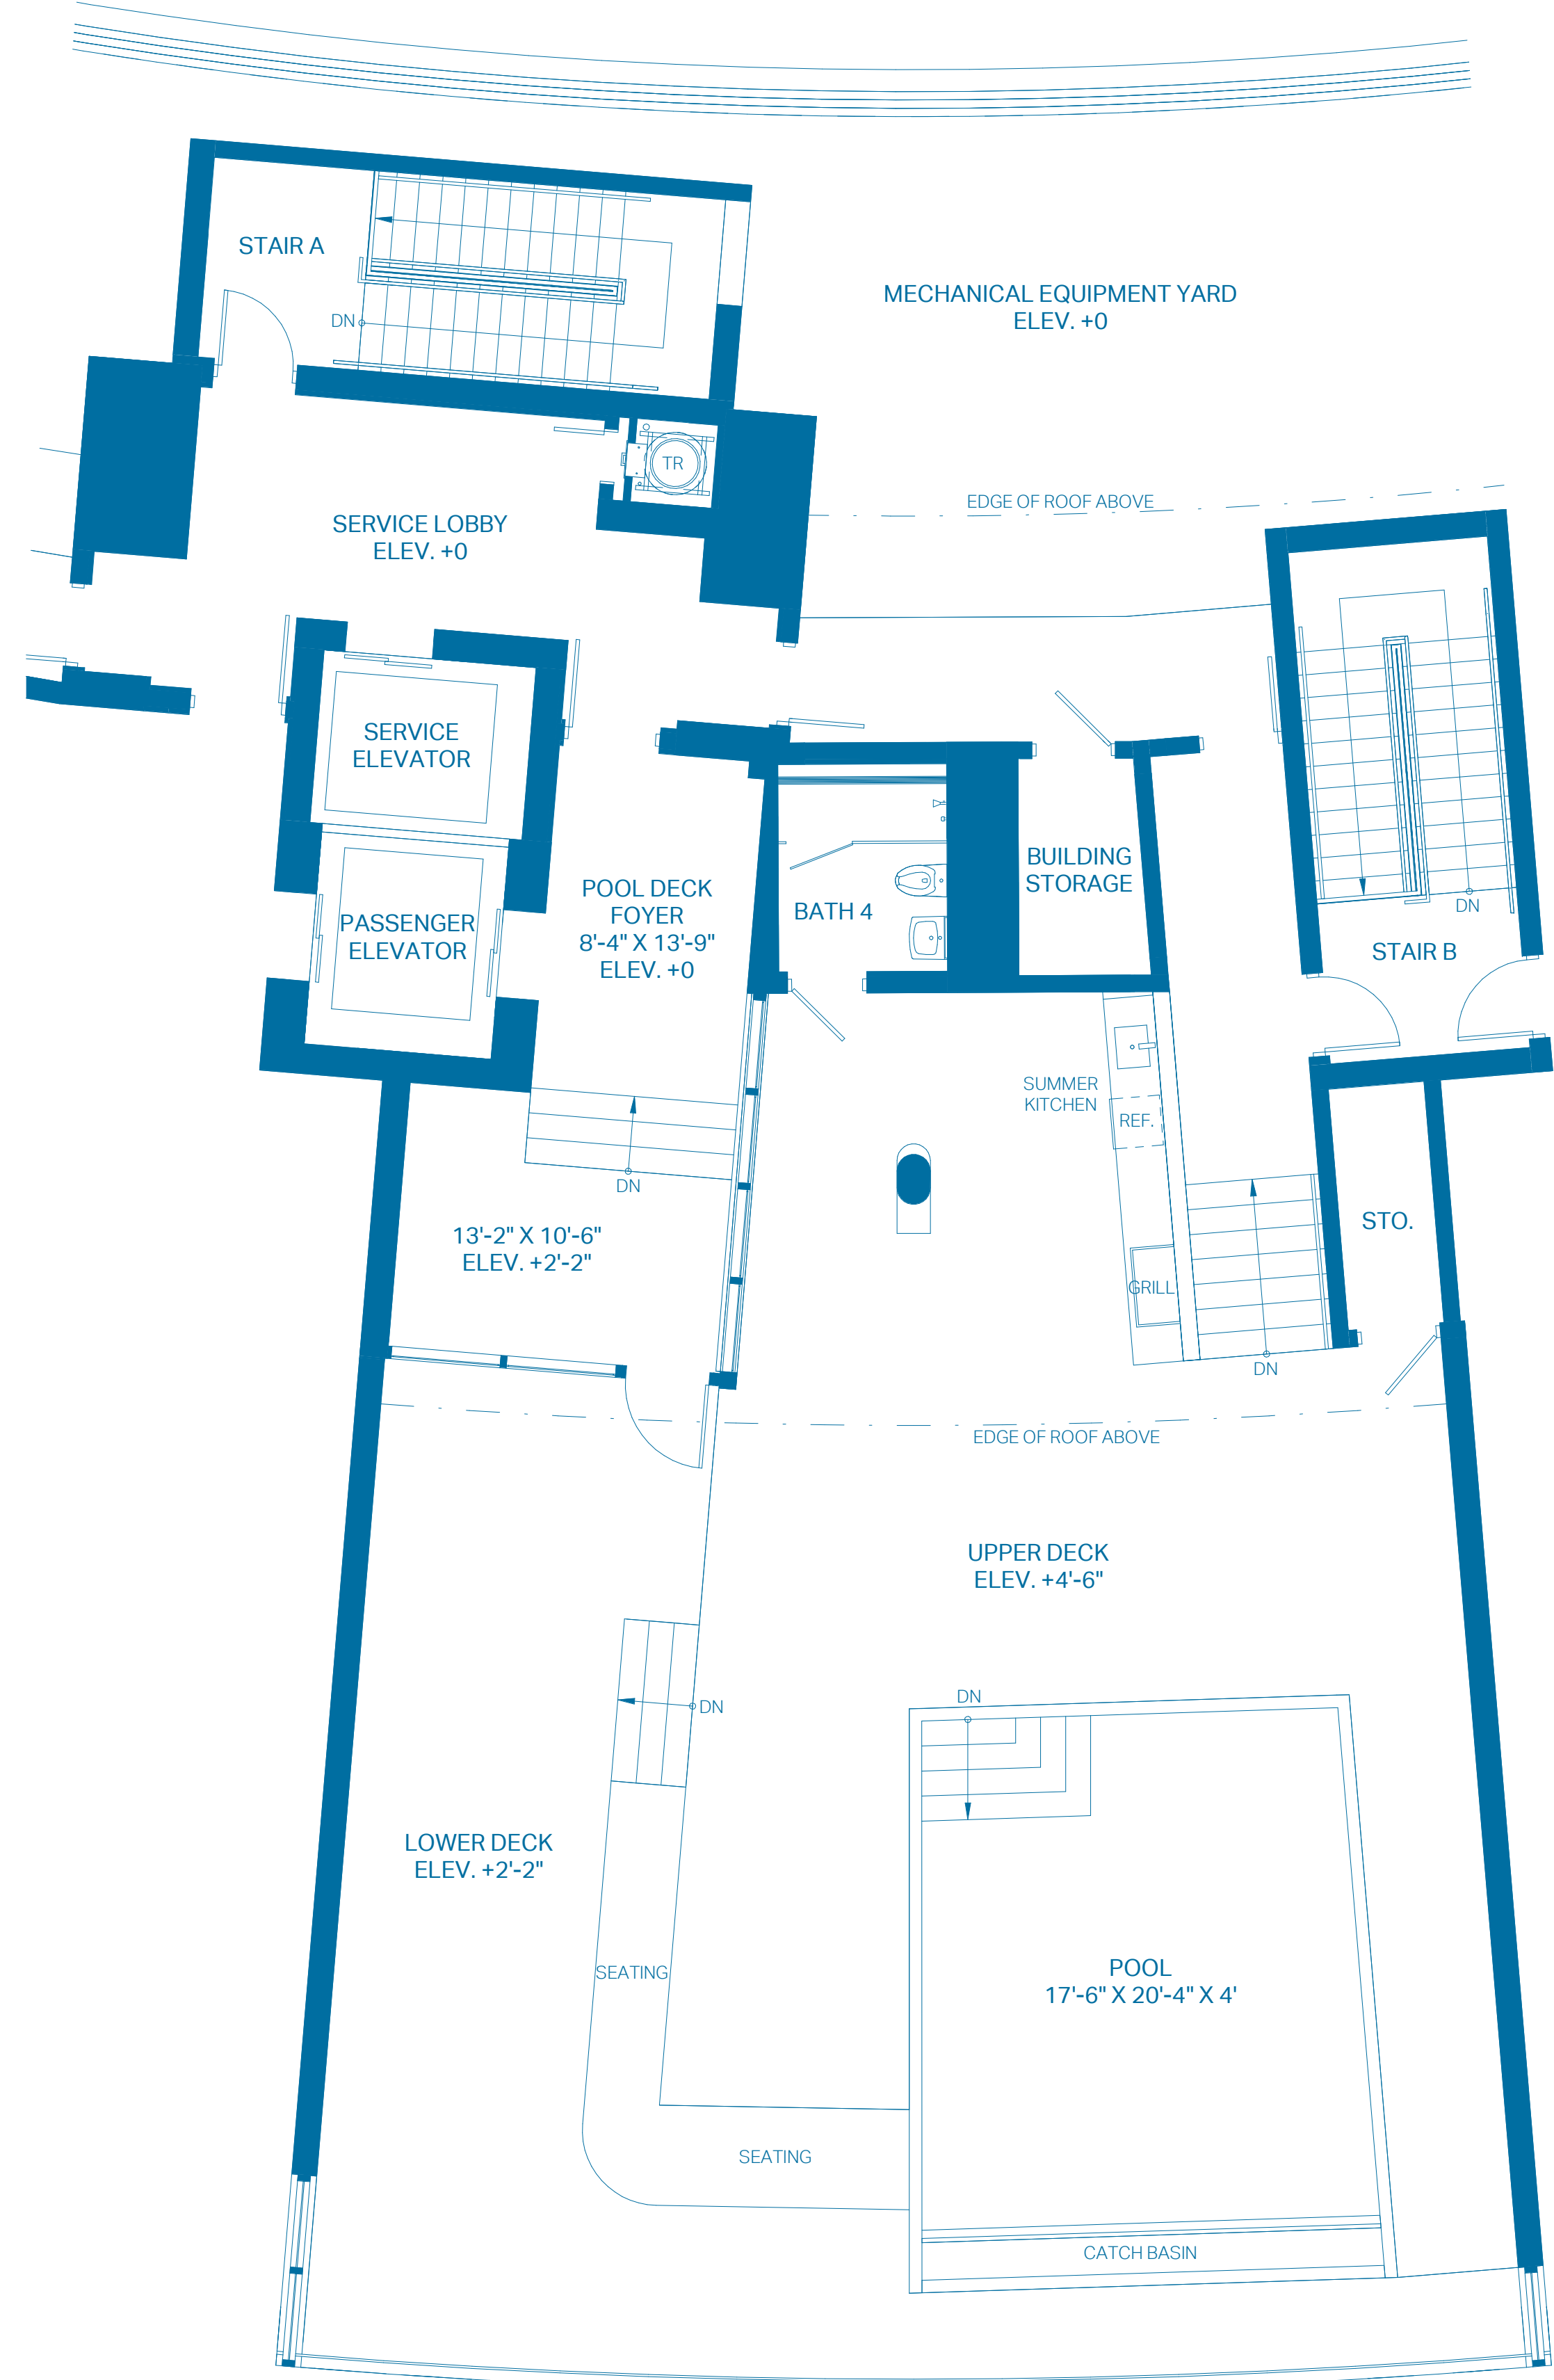 STAIR A
MECHANICAL EQUIPMENT YARD
ELEV. +0
DN
TR
EDGE OF ROOF ABOVE
SERVICE LOBBY
ELEV. +0
SERVICE
ELEVATOR
BUILDING
STORAGE
POOL DECK
FOYER
8'-4" X 13'-9"
ELEV. +0
BATH 4
PASSENGER
ELEVATOR
DN
STAIR B
SUMMER
KITCHEN
REF.
DN
STO.
13'-2" X 10'-6"
ELEV. +2'-2"
GRILL
DN
EDGE OF ROOF ABOVE
UPPER DECK
ELEV. +4'-6"
DN
DN
LOWER DECK
ELEV. +2'-2"
SEATING
POOL
17'-6" X 20'-4" X 4'
SEATING
CATCH BASIN